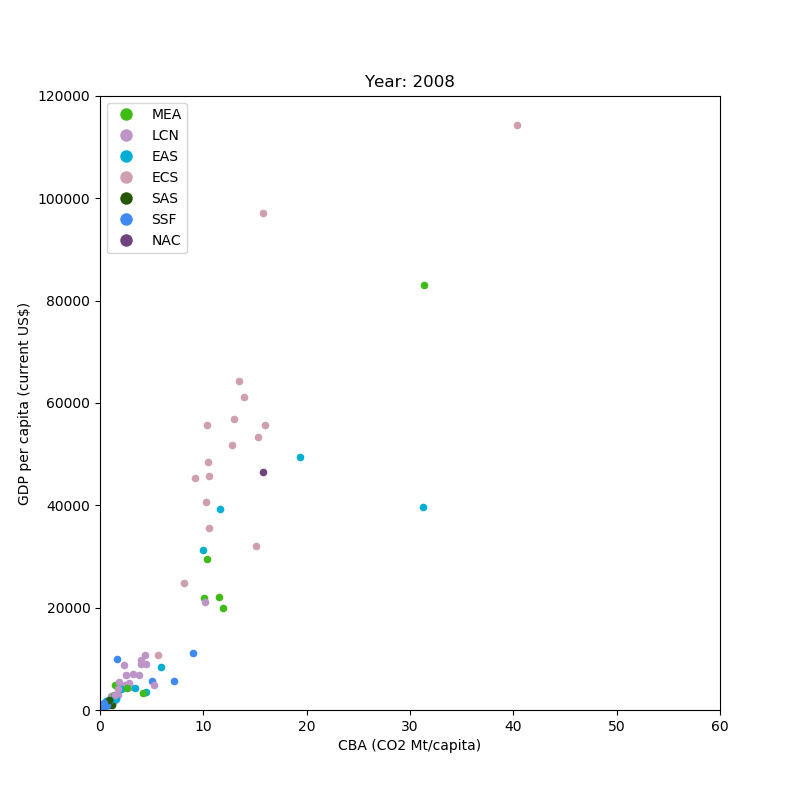 Year: 2008
120000
100000
80000
60000
40000
20000
0
GDP per capita (current US$)
MEA
LCN
EAS
ECS
SAS
SSF
NAC
0 10 20 30 40 50 60
CBA (CO2 Mt/capita)